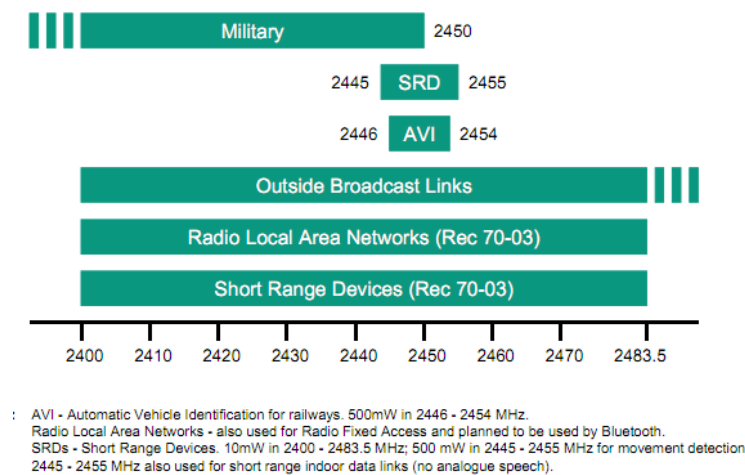 Military 2450
2445 SRD 2455
2446 AVI 2454
Outside Broadcast Links
Radio Local Area Networks (Rec 70-03)
Short Range Devices (Rec 70-03)
2400 2410 2420 2430 2440 2450 2460 2470 2483.5
: AVI - Automatic Vehicle Identification for railways. 500mW in 2446 - 2454 MHz.
Radio Local Area Networks - also used for Radio Fixed Access and planned to be used by Bluetooth.
SRDs - Short Range Devices. 10mW in 2400 - 2483.5 MHz; 500 mW in 2445 - 2455 MHz for movement detection
2445 - 2455 MHz also used for short range indoor data links (no analogue speech).